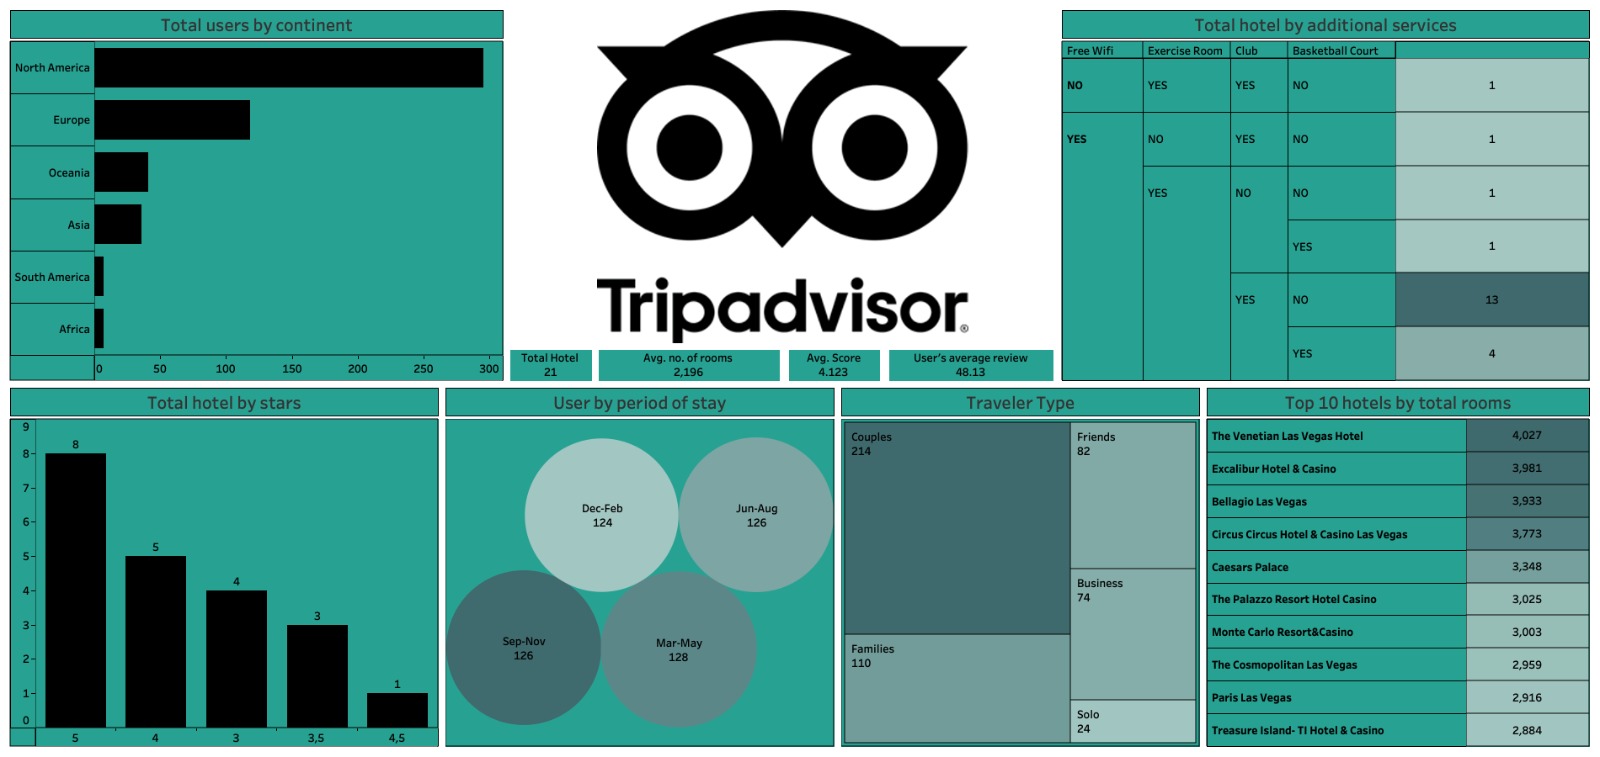 Total users by continent
North America
Europe
Oceania
Asia
South America
Africa
0 50 100 150 200 250 300
Tripadvisor®
Total Hotel
21
Avg. no. of rooms
2,196
Avg. Score
4.123
User's average review
48.13
Total hotel by additional services
Free Wifi Exercise Room Club Basketball Court
NO YES YES NO 1
YES NO YES NO 1
YES NO NO 1
YES 1
YES NO 13
YES 4
Total hotel by stars
9
8
7
6
5
4
3
2
1
0
8
5
4
3
1
5 4 3 3,5 4,5
User by period of stay
Dec-Feb
124
Jun-Aug
126
Sep-Nov
126
Mar-May
128
Traveler Type
Couples
214
Families
110
Friends
82
Business
74
Solo
24
Top 10 hotels by total rooms
The Venetian Las Vegas Hotel 4,027
Excalibur Hotel & Casino 3,981
Bellagio Las Vegas 3,933
Circus Circus Hotel & Casino Las Vegas 3,773
Caesars Palace 3,348
The Palazzo Resort Hotel Casino 3,025
Monte Carlo Resort&Casino 3,003
The Cosmopolitan Las Vegas 2,959
Paris Las Vegas 2,916
Treasure Island- TI Hotel & Casino 2,884